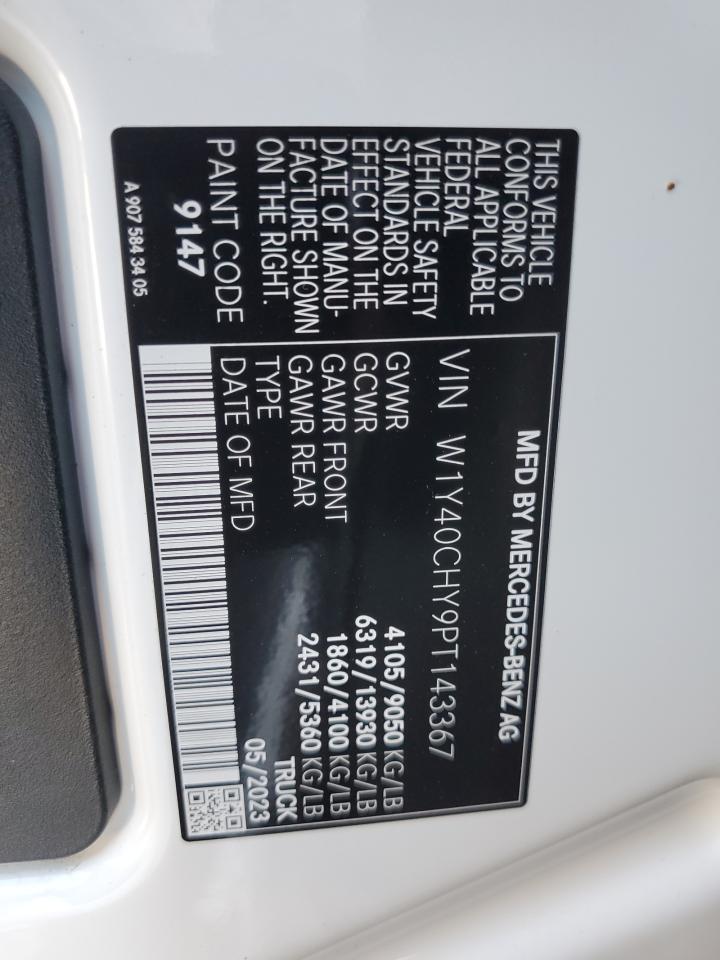 MFD BY MERCEDES-BENZ AG
VIN W1Y40CHY9PT143367
GVWR 4105/9050 KG/LB
GCWR 6319/13930 KG/LB
GAWR FRONT 1860/4100 KG/LB
GAWR REAR 2431/5360 KG/LB
TYPE TRUCK
DATE OF MFD 05/2023
THIS VEHICLE
CONFORMS TO
ALL APPLICABLE
FEDERAL
VEHICLE SAFETY
STANDARDS IN
EFFECT ON THE
DATE OF MANU-
FACTURE SHOWN
ON THE RIGHT.
PAINT CODE
9147
A 907 584 34 05